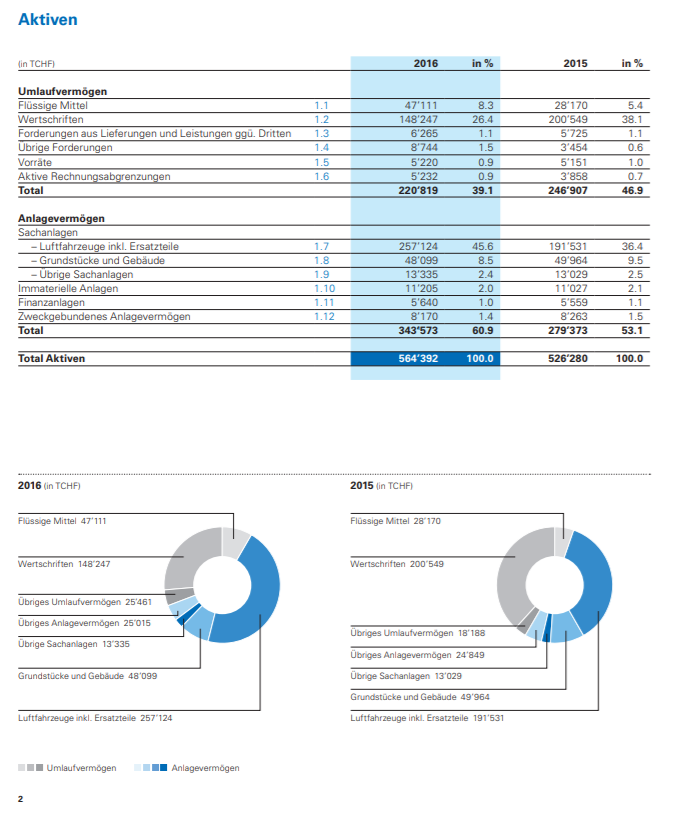 Aktiven
(in TCHF) 2016 in % 2015 in %
Umlaufvermögen
Flüssige Mittel 1.1 47’111 8.3 28’170 5.4
Wertschriften 1.2 148’247 26.4 200’549 38.1
Forderungen aus Lieferungen und Leistungen ggü. Dritten 1.3 6’265 1.1 5’725 1.1
Übrige Forderungen 1.4 8’744 1.5 3’454 0.6
Vorräte 1.5 5’220 0.9 5’151 1.0
Aktive Rechnungsabgrenzungen 1.6 5’232 0.9 3’858 0.7
Total 220’819 39.1 246’907 46.9
Anlagevermögen
Sachanlagen
– Luftfahrzeuge inkl. Ersatzteile 1.7 257’124 45.6 191’531 36.4
– Grundstücke und Gebäude 1.8 48’099 8.5 49’964 9.5
– Übrige Sachanlagen 1.9 13’335 2.4 13’029 2.5
Immaterielle Anlagen 1.10 11’205 2.0 11’027 2.1
Finanzanlagen 1.11 5’640 1.0 5’559 1.1
Zweckgebundenes Anlagevermögen 1.12 8’170 1.4 8’263 1.5
Total 343’573 60.9 279’373 53.1
Total Aktiven 564’392 100.0 526’280 100.0
2016 (in TCHF)
Flüssige Mittel 47’111
Wertschriften 148’247
Übriges Umlaufvermögen 25’461
Übriges Anlagevermögen 25’015
Übrige Sachanlagen 13’335
Grundstücke und Gebäude 48’099
Luftfahrzeuge inkl. Ersatzteile 257’124
2015 (in TCHF)
Flüssige Mittel 28’170
Wertschriften 200’549
Übriges Umlaufvermögen 18’188
Übriges Anlagevermögen 24’849
Übrige Sachanlagen 13’029
Grundstücke und Gebäude 49’964
Luftfahrzeuge inkl. Ersatzteile 191’531
Umlaufvermögen Anlagevermögen
2